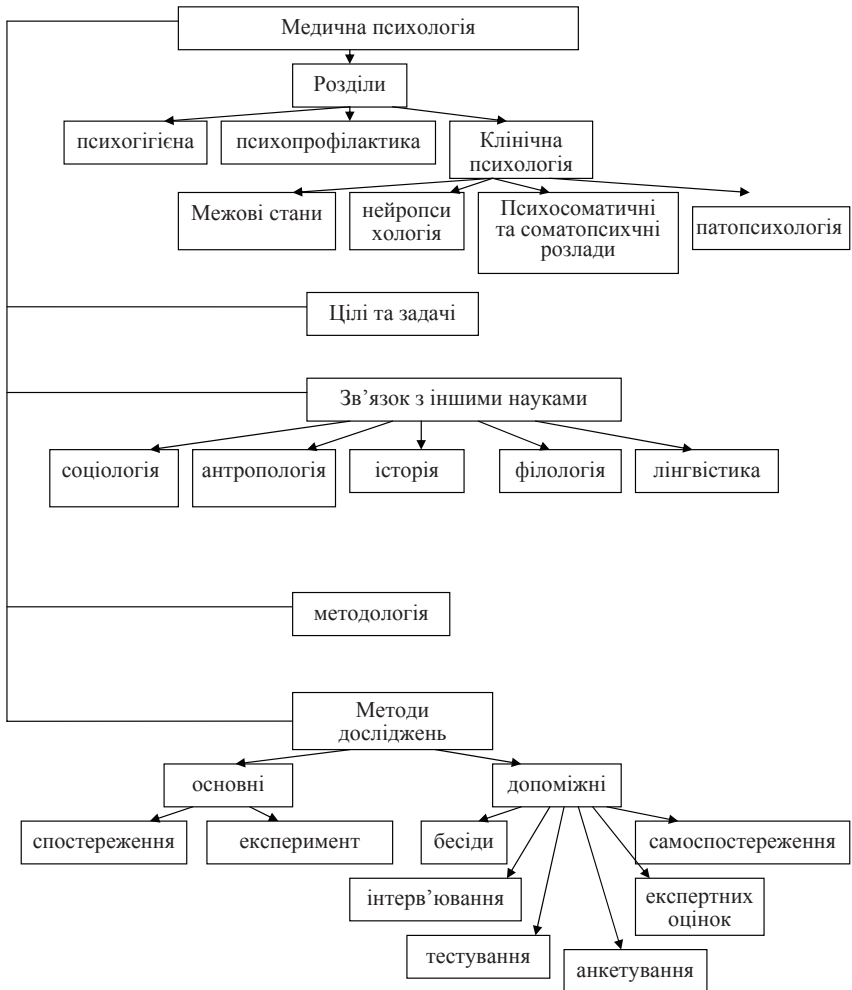 Медична психологія
Розділи
психогігієна
психопрофілактика
Клінічна
психологія
Межові стани
нейропси
хологія
Психосоматичні
та соматопсихчні
розлади
патопсихологія
Цілі та задачі
Зв’язок з іншими науками
соціологія
антропологія
історія
філологія
лінгвістика
методологія
Методи
досліджень
основні
допоміжні
спостереження
експеримент
бесіди
самоспостереження
інтерв’ювання
експертних
оцінок
тестування
анкетування